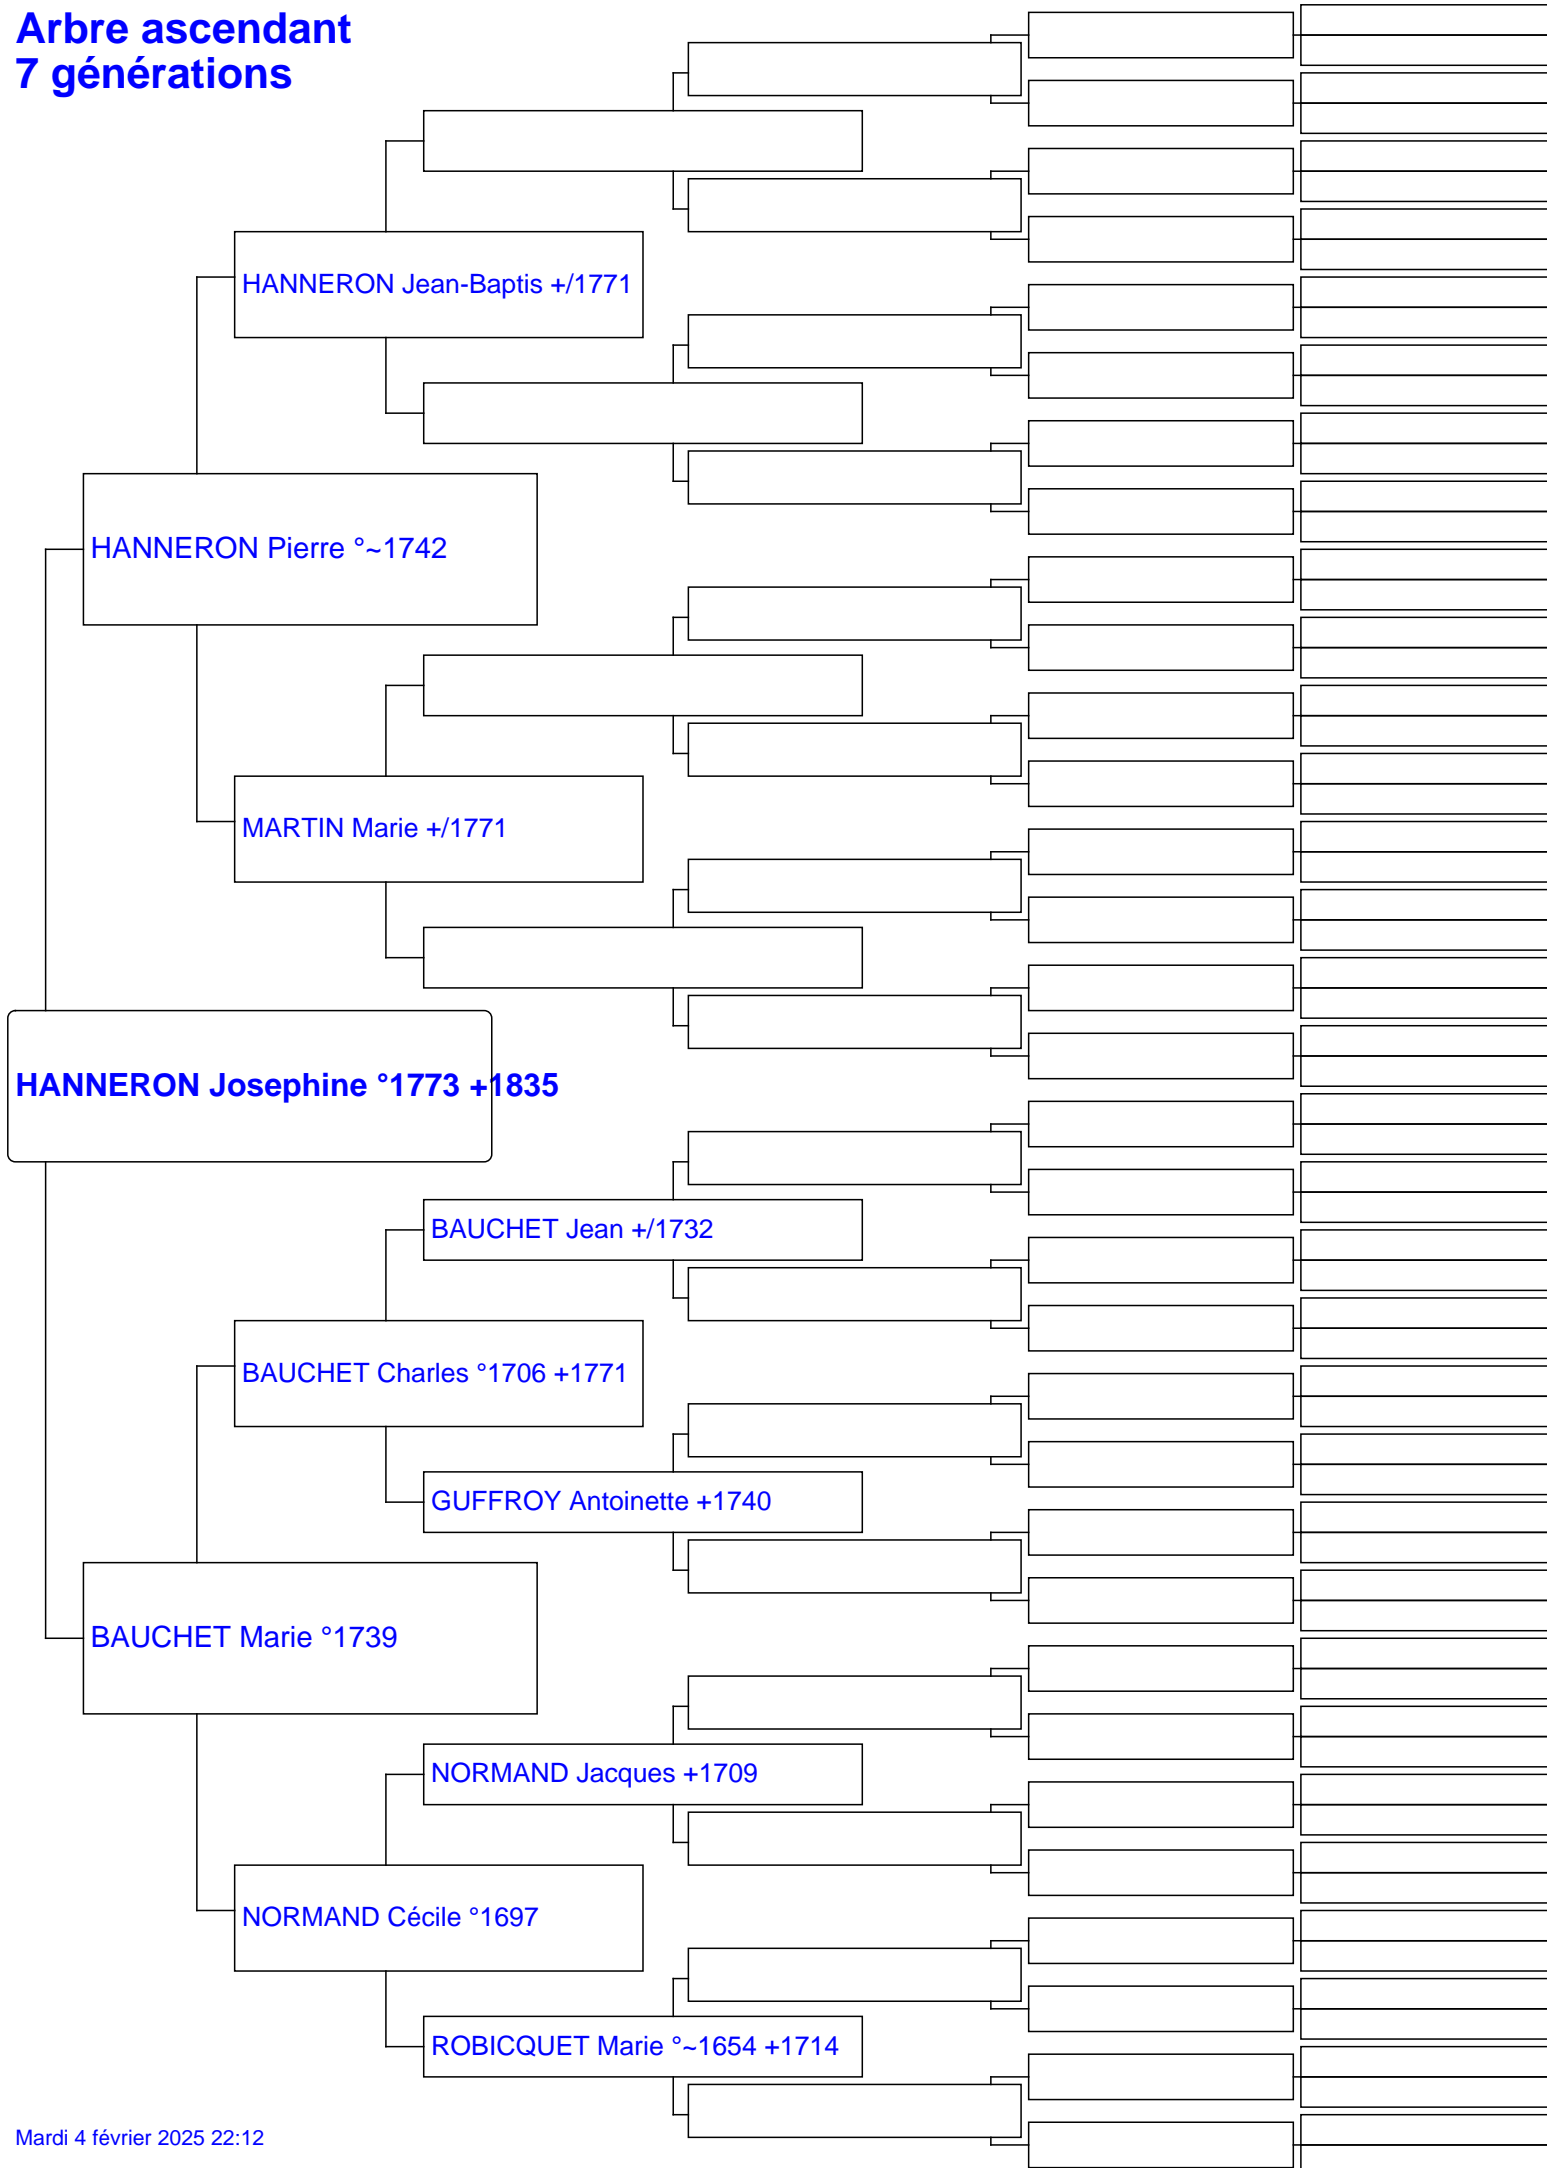 Arbre ascendant
7 générations
HANNERON Jean-Baptis +/1771
HANNERON Pierre °~1742
MARTIN Marie +/1771
HANNERON Josephine °1773 +1835
BAUCHET Jean +/1732
BAUCHET Charles °1706 +1771
GUFFROY Antoinette +1740
BAUCHET Marie °1739
NORMAND Jacques +1709
NORMAND Cécile °1697
ROBICQUET Marie °~1654 +1714
Mardi 4 février 2025 22:12